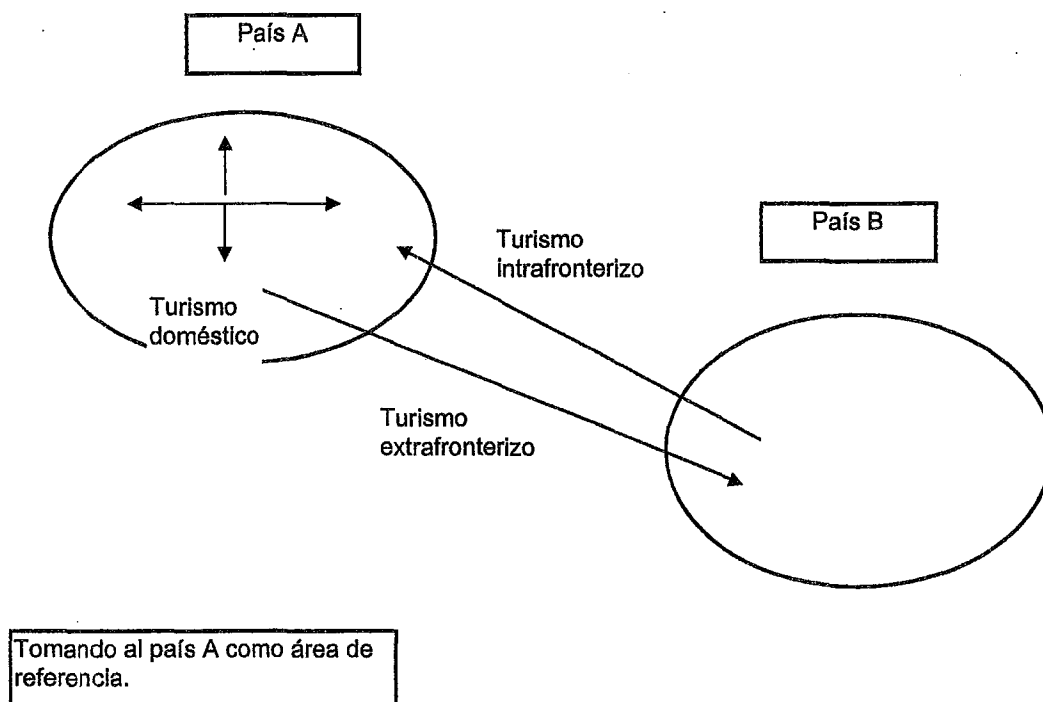 País A
País B
Turismo
intrafronterizo
Turismo
doméstico
Turismo
extrafronterizo
Tomando al país A como área de
referencia.